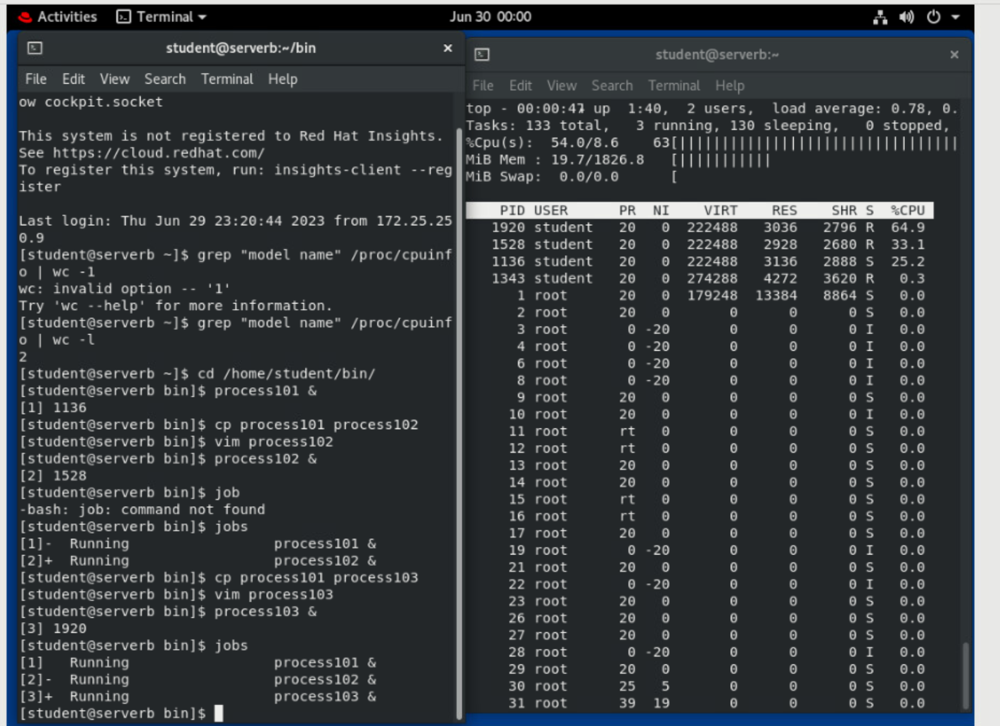 Activities Terminal Jun 30 00:00
student@serverb:~/bin
File Edit View Search Terminal Help
ow cockpit.socket
This system is not registered to Red Hat Insights.
See https://cloud.redhat.com/
To register this system, run: insights-client --reg
ister
Last login: Thu Jun 29 23:20:44 2023 from 172.25.25
0.9
[student@serverb ~]$ grep "model name" /proc/cpuinf
o | wc -1
wc: invalid option -- '1'
Try 'wc --help' for more information.
[student@serverb ~]$ grep "model name" /proc/cpuinf
o | wc -l
2
[student@serverb ~]$ cd /home/student/bin/
[student@serverb bin]$ process101 &
[1] 1136
[student@serverb bin]$ cp process101 process102
[student@serverb bin]$ vim process102
[student@serverb bin]$ process102 &
[2] 1528
[student@serverb bin]$ job
-bash: job: command not found
[student@serverb bin]$ jobs
[1]- Running process101 &
[2]+ Running process102 &
[student@serverb bin]$ cp process101 process103
[student@serverb bin]$ vim process103
[student@serverb bin]$ process103 &
[3] 1920
[student@serverb bin]$ jobs
[1] Running process101 &
[2]- Running process102 &
[3]+ Running process103 &
[student@serverb bin]$
student@serverb:~
File Edit View Search Terminal Help
top - up 1:40, 2 users, load average: 0.78, 0.
Tasks: 133 total, 3 running, 130 sleeping, 0 stopped,
%Cpu(s): 54.0/8.6 63[|||||||||||||||||||||||||||||||||
MiB Mem : 19.7/1826.8 [|||||||||||
MiB Swap: 0.0/0.0 [
PID USER PR NI VIRT RES SHR S %CPU
1920 student 20 0 222488 3036 2796 R 64.9
1528 student 20 0 222488 2928 2680 R 33.1
1136 student 20 0 222488 3136 2888 S 25.2
1343 student 20 0 274288 4272 3620 R 0.3
1 root 20 0 179248 13384 8864 S 0.0
2 root 20 0 0 0 0 S 0.0
3 root 0 -20 0 0 0 I 0.0
4 root 0 -20 0 0 0 I 0.0
6 root 0 -20 0 0 0 I 0.0
8 root 0 -20 0 0 0 I 0.0
9 root 20 0 0 0 0 S 0.0
10 root 20 0 0 0 0 I 0.0
11 root rt 0 0 0 0 S 0.0
12 root rt 0 0 0 0 S 0.0
13 root 20 0 0 0 0 S 0.0
14 root 20 0 0 0 0 S 0.0
15 root rt 0 0 0 0 S 0.0
16 root rt 0 0 0 0 S 0.0
17 root 20 0 0 0 0 S 0.0
19 root 0 -20 0 0 0 I 0.0
21 root 20 0 0 0 0 S 0.0
22 root 0 -20 0 0 0 I 0.0
23 root 20 0 0 0 0 S 0.0
26 root 20 0 0 0 0 S 0.0
27 root 20 0 0 0 0 S 0.0
28 root 0 -20 0 0 0 I 0.0
29 root 20 0 0 0 0 S 0.0
30 root 25 5 0 0 0 S 0.0
31 root 39 19 0 0 0 S 0.0